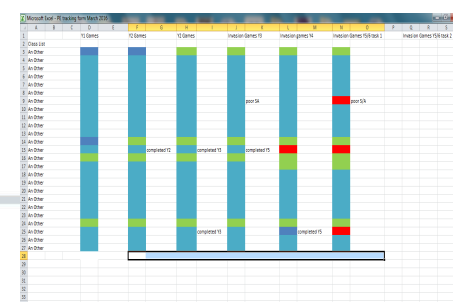 Microsoft Excel - PE tracking form March 2018
A B C D E F G H I J K L M N O P Q R S
1 Y1 Games Y2 Games Y2 Games Invasion Games Y3 Invasion games Y4 Invasion Games Y5/6 task 1 Invasion Games Y5/6 task 2
2 Class List
3 An Other
4 An Other
5 An Other
6 An Other
7 An Other
8 An Other
9 An Other poor SA poor S/A
10 An Other
11 An Other
12 An Other
13 An Other
14 An Other
15 An Other completed Y2 completed Y3 completed Y5
16 An Other
17 An Other
18 An Other
19 An Other
20 An Other
21 An Other
22 An Other
23 An Other
24 An Other
25 An Other completed Y3 completed Y5
26 An Other
27 An Other
28
29
30
31
32
33